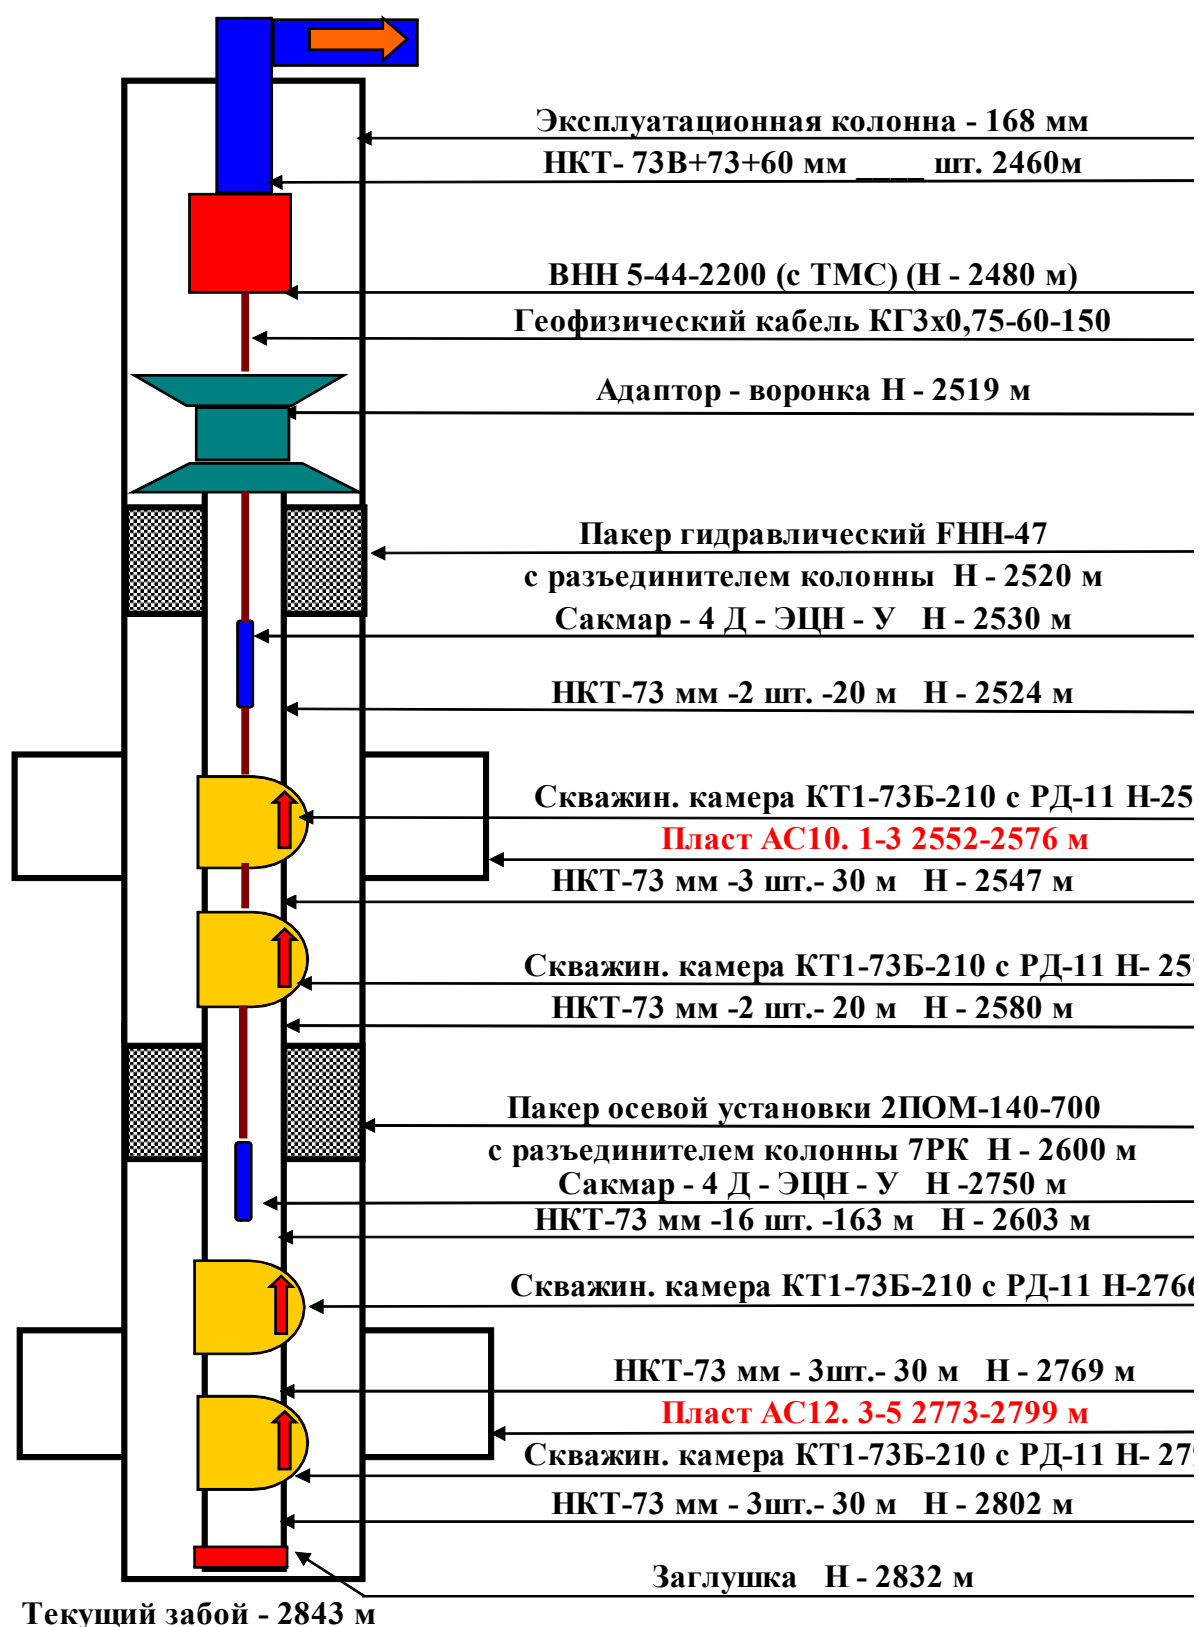 Эксплуатационная колонна - 168 мм
НКТ- 73В+73+60 мм ____ шт. 2460м
ВНН 5-44-2200 (с ТМС) (Н - 2480 м)
Геофизический кабель КГ3х0,75-60-150
Адаптор - воронка Н - 2519 м
Пакер гидравлический FHH-47
с разъединителем колонны Н - 2520 м
Сакмар - 4 Д - ЭЦН - У Н - 2530 м
НКТ-73 мм -2 шт. -20 м Н - 2524 м
Скважин. камера КТ1-73Б-210 с РД-11 Н-25
Пласт АС10. 1-3 2552-2576 м
НКТ-73 мм -3 шт.- 30 м Н - 2547 м
Скважин. камера КТ1-73Б-210 с РД-11 Н- 25
НКТ-73 мм -2 шт.- 20 м Н - 2580 м
Пакер осевой установки 2ПОМ-140-700
с разъединителем колонны 7РК Н - 2600 м
Сакмар - 4 Д - ЭЦН - У Н -2750 м
НКТ-73 мм -16 шт. -163 м Н - 2603 м
Скважин. камера КТ1-73Б-210 с РД-11 Н-2766
НКТ-73 мм - 3шт.- 30 м Н - 2769 м
Пласт АС12. 3-5 2773-2799 м
Скважин. камера КТ1-73Б-210 с РД-11 Н- 279
НКТ-73 мм - 3шт.- 30 м Н - 2802 м
Заглушка Н - 2832 м
Текущий забой - 2843 м